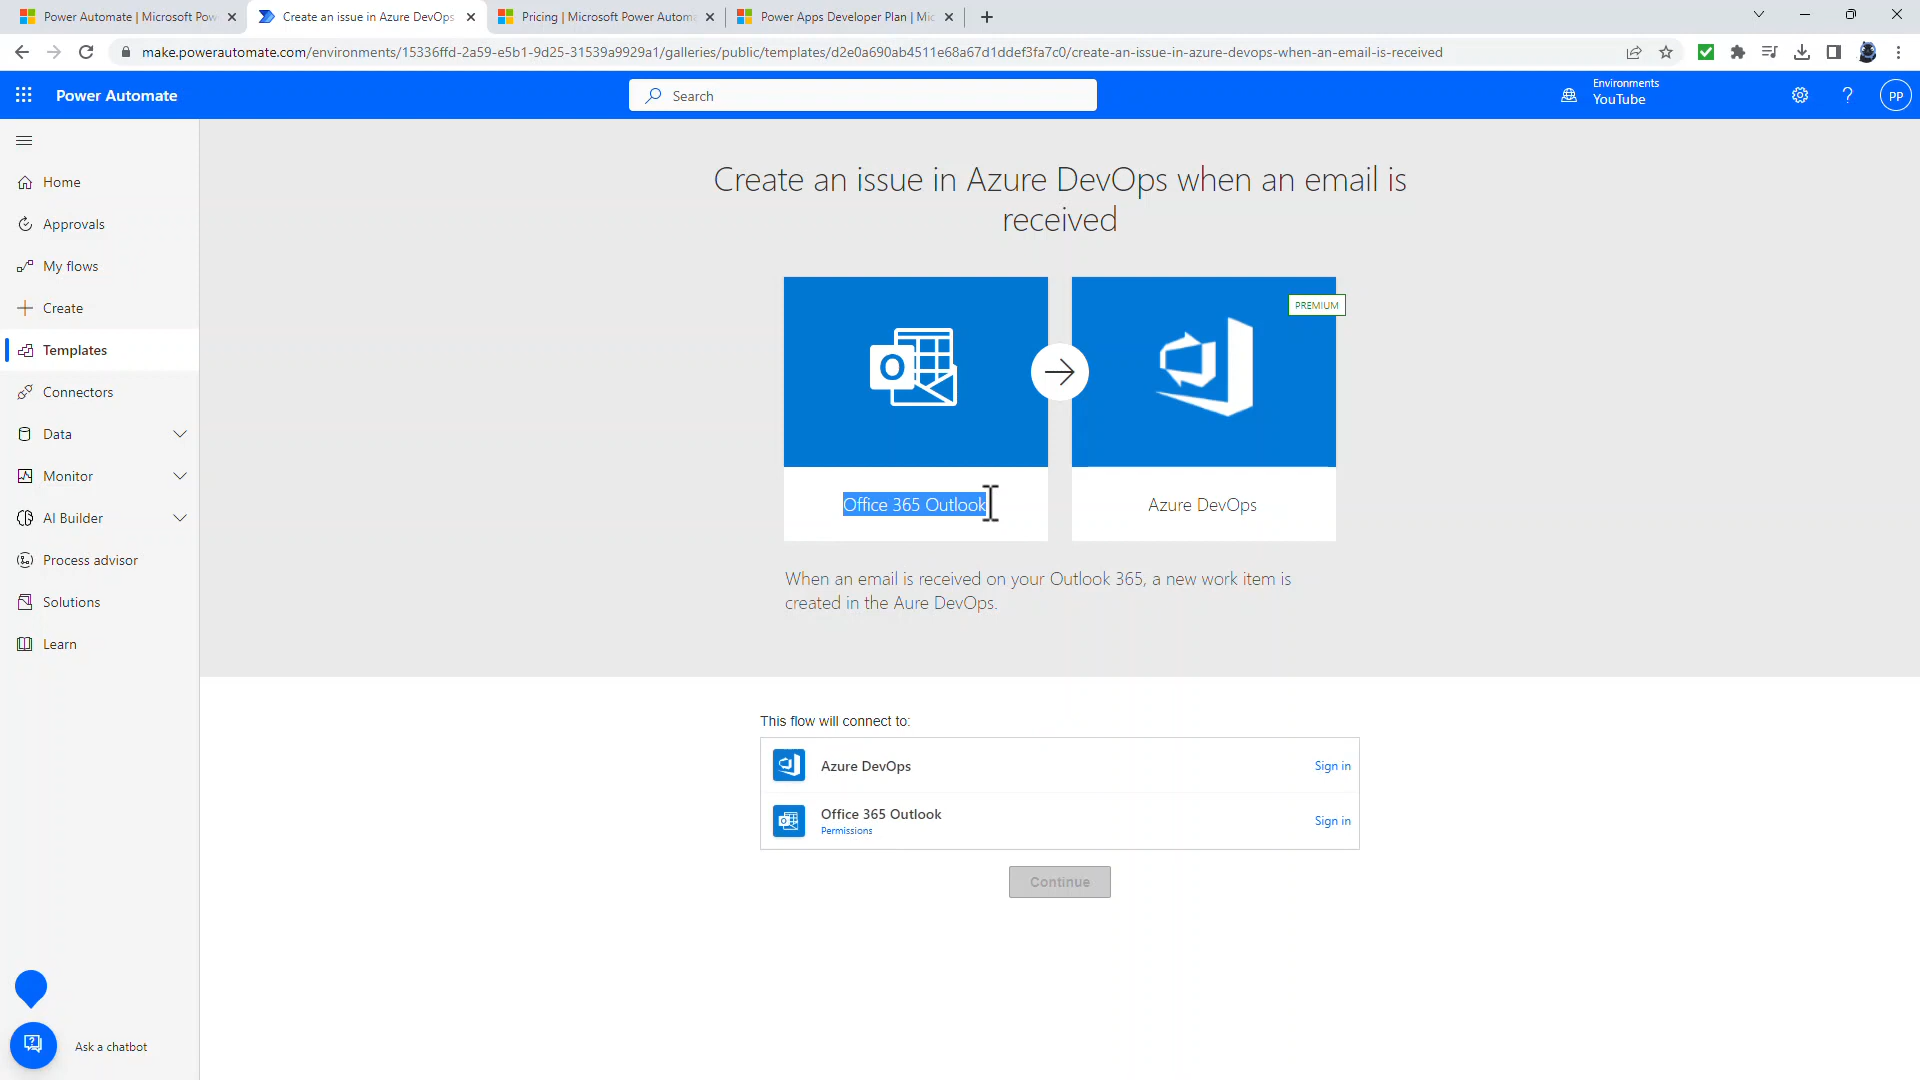 Power Automate | Microsoft Pow
Create an issue in Azure DevOps
Pricing | Microsoft Power Autom
Power Apps Developer Plan | Mic
make.powerautomate.com/environments/15336ffd-2a59-e5b1-9d25-31539a9929a1/galleries/public/templates/d2e0a690ab4511e68a67d1ddef3fa7c0/create-an-issue-in-azure-devops-when-an-email-is-received
Power Automate
Search
Environments
YouTube
?
PP
Home
Approvals
My flows
Create
Templates
Connectors
Data
Monitor
AI Builder
Process advisor
Solutions
Learn
Ask a chatbot
Create an issue in Azure DevOps when an email is
received
PREMIUM
Office 365 Outlook
Azure DevOps
When an email is received on your Outlook 365, a new work item is
created in the Aure DevOps.
This flow will connect to:
Azure DevOps
Sign in
Office 365 Outlook
Permissions
Sign in
Continue